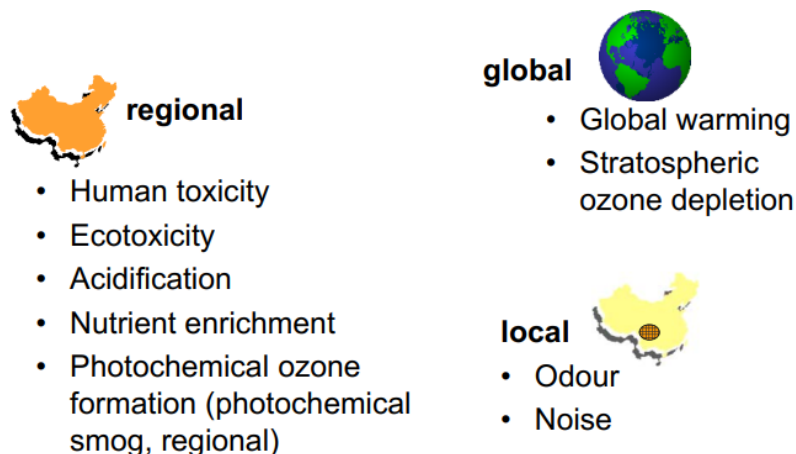 regional
• Human toxicity
• Ecotoxicity
• Acidification
• Nutrient enrichment
• Photochemical ozone
formation (photochemical
smog, regional)
global
• Global warming
• Stratospheric
ozone depletion
local
• Odour
• Noise